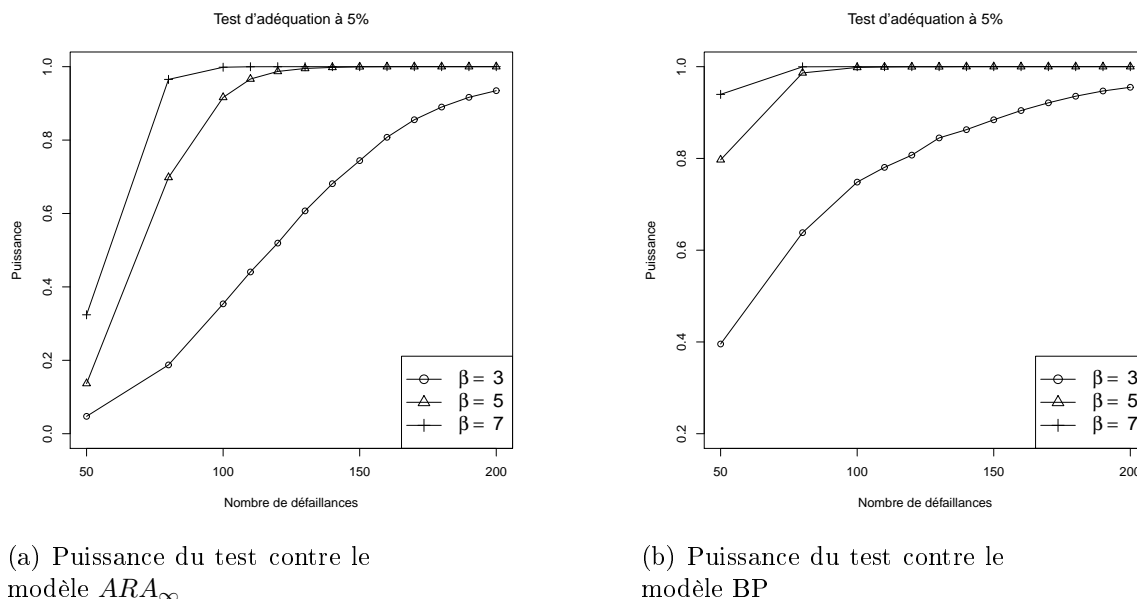 Test d'adéquation à 5%
Puissance
1.0
0.8
0.6
0.4
0.2
0.0
50
100
150
200
Nombre de défaillances
β = 3
β = 5
β = 7
(a) Puissance du test contre le
modèle ARA∞
Test d'adéquation à 5%
Puissance
1.0
0.8
0.6
0.4
0.2
50
100
150
200
Nombre de défaillances
β = 3
β = 5
β = 7
(b) Puissance du test contre le
modèle BP